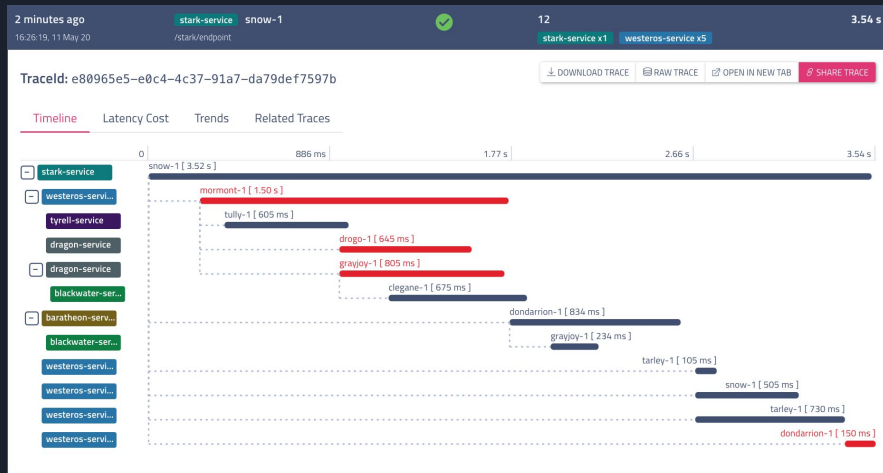 2 minutes ago stark-service snow-1 12 3.54 s
16:26:19, 11 May 20 /stark/endpoint stark-service x1 westeros-service x5
TraceId: e80965e5-e0c4-4c37-91a7-da79def7597b DOWNLOAD TRACE RAW TRACE OPEN IN NEW TAB SHARE TRACE
Timeline Latency Cost Trends Related Traces
0 886 ms 1.77 s 2.66 s 3.54 s
snow-1 [ 3.52 s ]
stark-service
mormont-1 [ 1.50 s ]
westeros-servi...
tully-1 [ 605 ms ]
tyrell-service
drogo-1 [ 645 ms ]
dragon-service
grayjoy-1 [ 805 ms ]
dragon-service
clegane-1 [ 675 ms ]
blackwater-ser...
dondarrion-1 [ 834 ms ]
baratheon-serv...
grayjoy-1 [ 234 ms ]
blackwater-ser...
tarley-1 [ 105 ms ]
westeros-servi...
snow-1 [ 505 ms ]
westeros-servi...
tarley-1 [ 730 ms ]
westeros-servi...
dondarrion-1 [ 150 ms ]
westeros-servi...